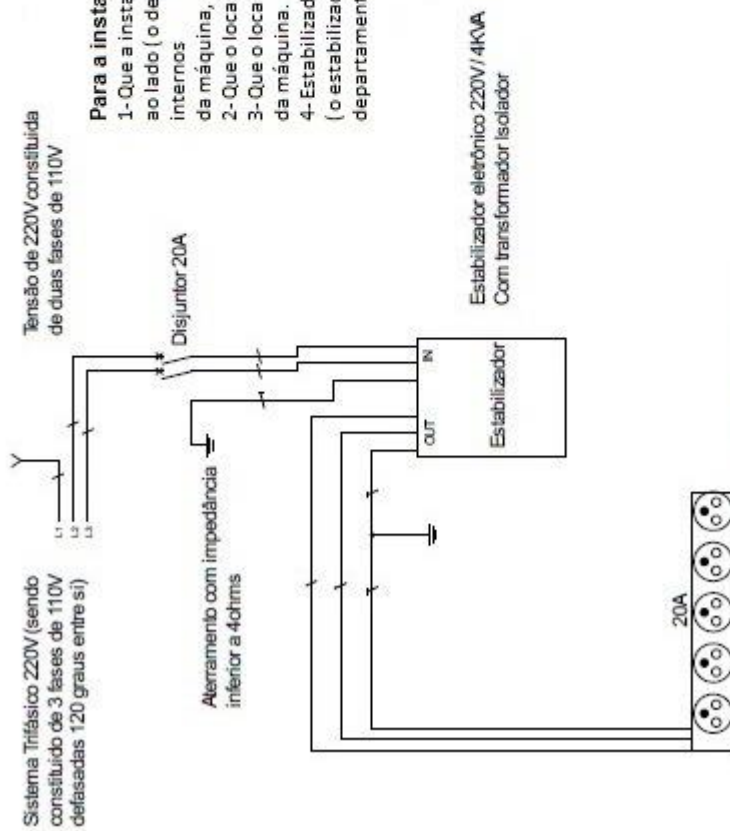 Sistema Trifásico 220V (sendo
constituido de 3 fases de 110V
defasadas 120 graus entre si)
L1
L2
L3
Tensão de 220V constituida
de duas fases de 110V
Disjuntor 20A
Aterramento com impedância
inferior a 4ohms
OUT
IN
Estabilizador
Estabilizador eletrônico 220V/ 4KVA
Com transformador Isolador
20A
Para a insta
1- Que a insta
ao lado ( o de
internos
da máquina,
2- Que o loca
3- Que o loca
da máquina.
4- Estabilizad
( o estabiliza
departament